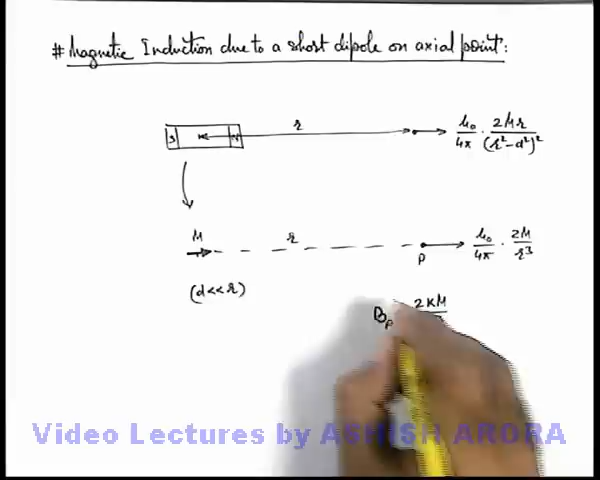 # Magnetic Induction due to a short dipole on axial point:
S N r μ₀/4π · 2Mr/(r²-d²)²
M r P μ₀/4π · 2M/r³
(d<<r)
Bₚ 2KM
Video Lectures by ASHISH ARORA